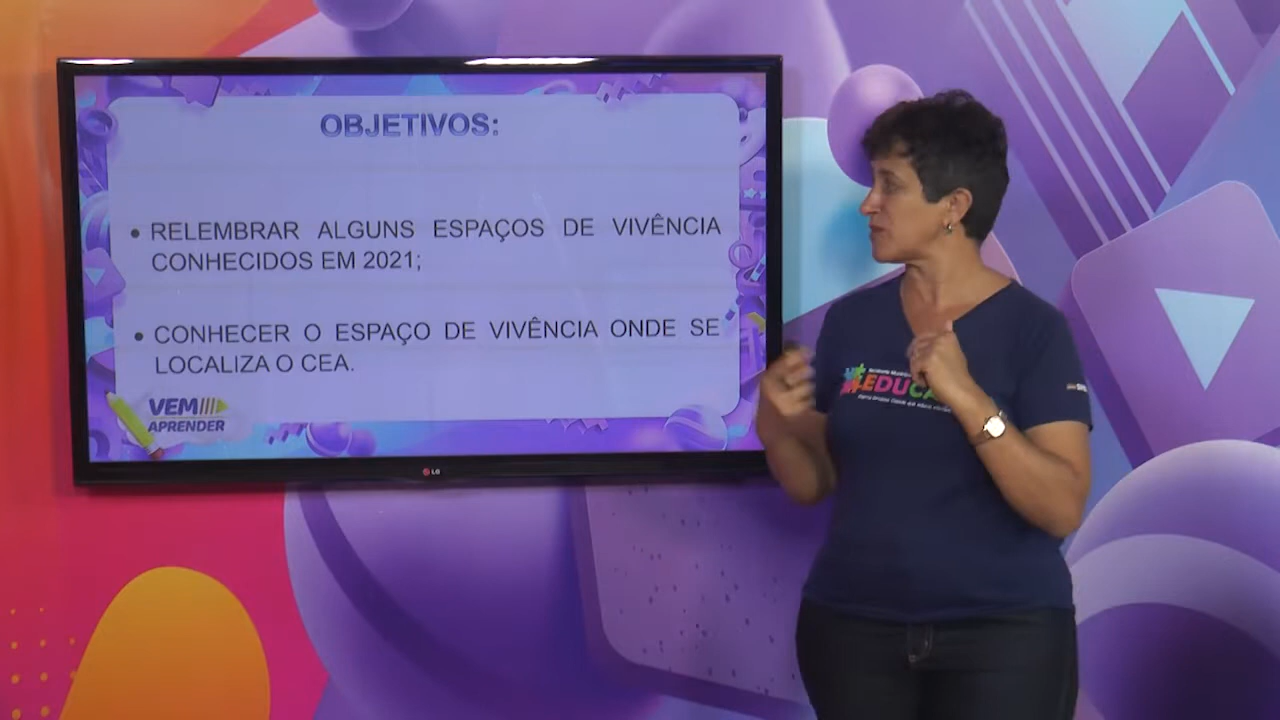 OBJETIVOS:
• RELEMBRAR ALGUNS ESPAÇOS DE VIVÊNCIA
CONHECIDOS EM 2021;
• CONHECER O ESPAÇO DE VIVÊNCIA ONDE SE
LOCALIZA O CEA.
VEM
APRENDER
LG
EDUCA